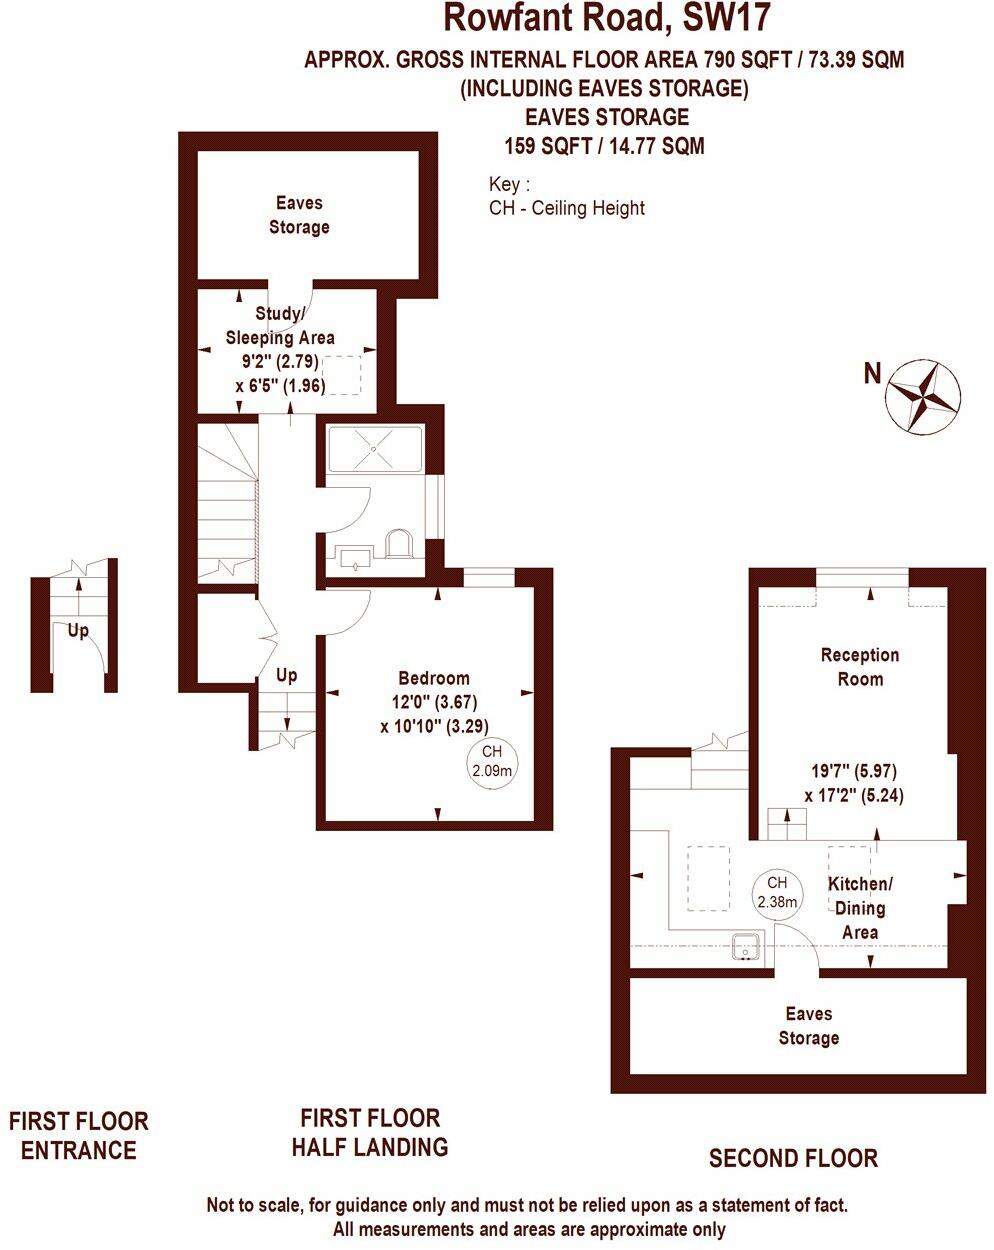 Rowfant Road, SW17
APPROX. GROSS INTERNAL FLOOR AREA 790 SQFT / 73.39 SQM
(INCLUDING EAVES STORAGE)
EAVES STORAGE
159 SQFT / 14.77 SQM
Key :
CH - Ceiling Height
Eaves
Storage
Study/
Sleeping Area
9'2" (2.79)
x 6'5" (1.96)
N
Up
Up
Bedroom
12'0" (3.67)
x 10'10" (3.29)
CH
2.09m
Reception
Room
19'7" (5.97)
x 17'2" (5.24)
CH
2.38m
Kitchen/
Dining
Area
Eaves
Storage
FIRST FLOOR
ENTRANCE
FIRST FLOOR
HALF LANDING
SECOND FLOOR
Not to scale, for guidance only and must not be relied upon as a statement of fact.
All measurements and areas are approximate only